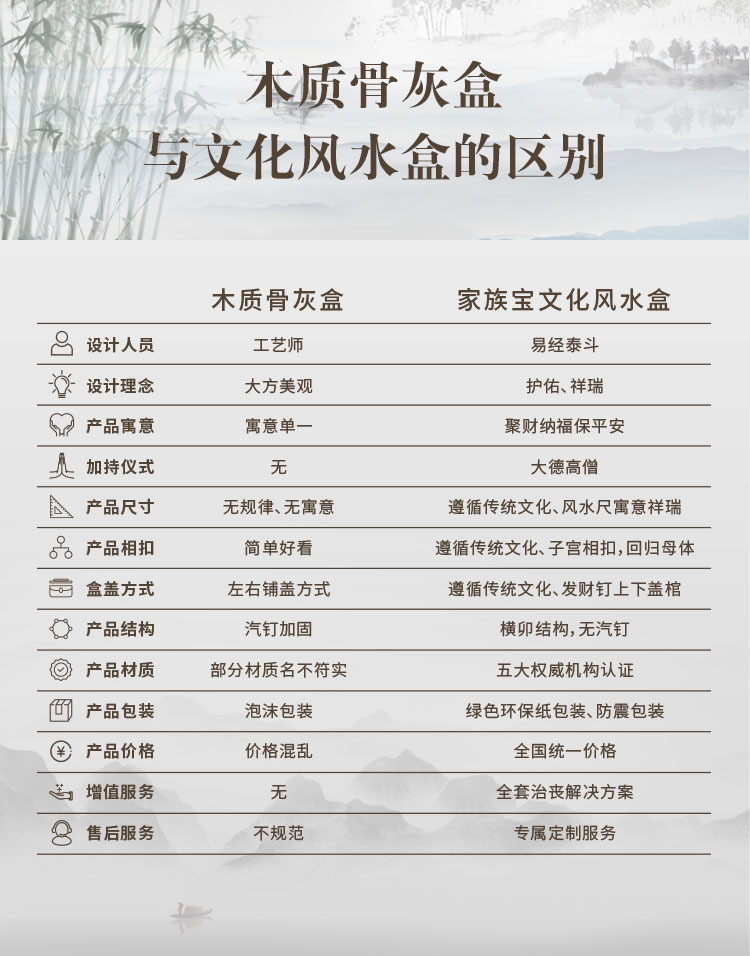 木质骨灰盒
与文化风水盒的区别
木质骨灰盒 家族宝文化风水盒
设计人员 工艺师 易经泰斗
设计理念 大方美观 护佑、祥瑞
产品寓意 寓意单一 聚财纳福保平安
加持仪式 无 大德高僧
产品尺寸 无规律、无寓意 遵循传统文化、风水尺寓意祥瑞
产品相扣 简单好看 遵循传统文化、子宫相扣,回归母体
盒盖方式 左右铺盖方式 遵循传统文化、发财钉上下盖棺
产品结构 汽钉加固 横卯结构,无汽钉
产品材质 部分材质名不符实 五大权威机构认证
产品包装 泡沫包装 绿色环保纸包装、防震包装
产品价格 价格混乱 全国统一价格
增值服务 无 全套治丧解决方案
售后服务 不规范 专属定制服务